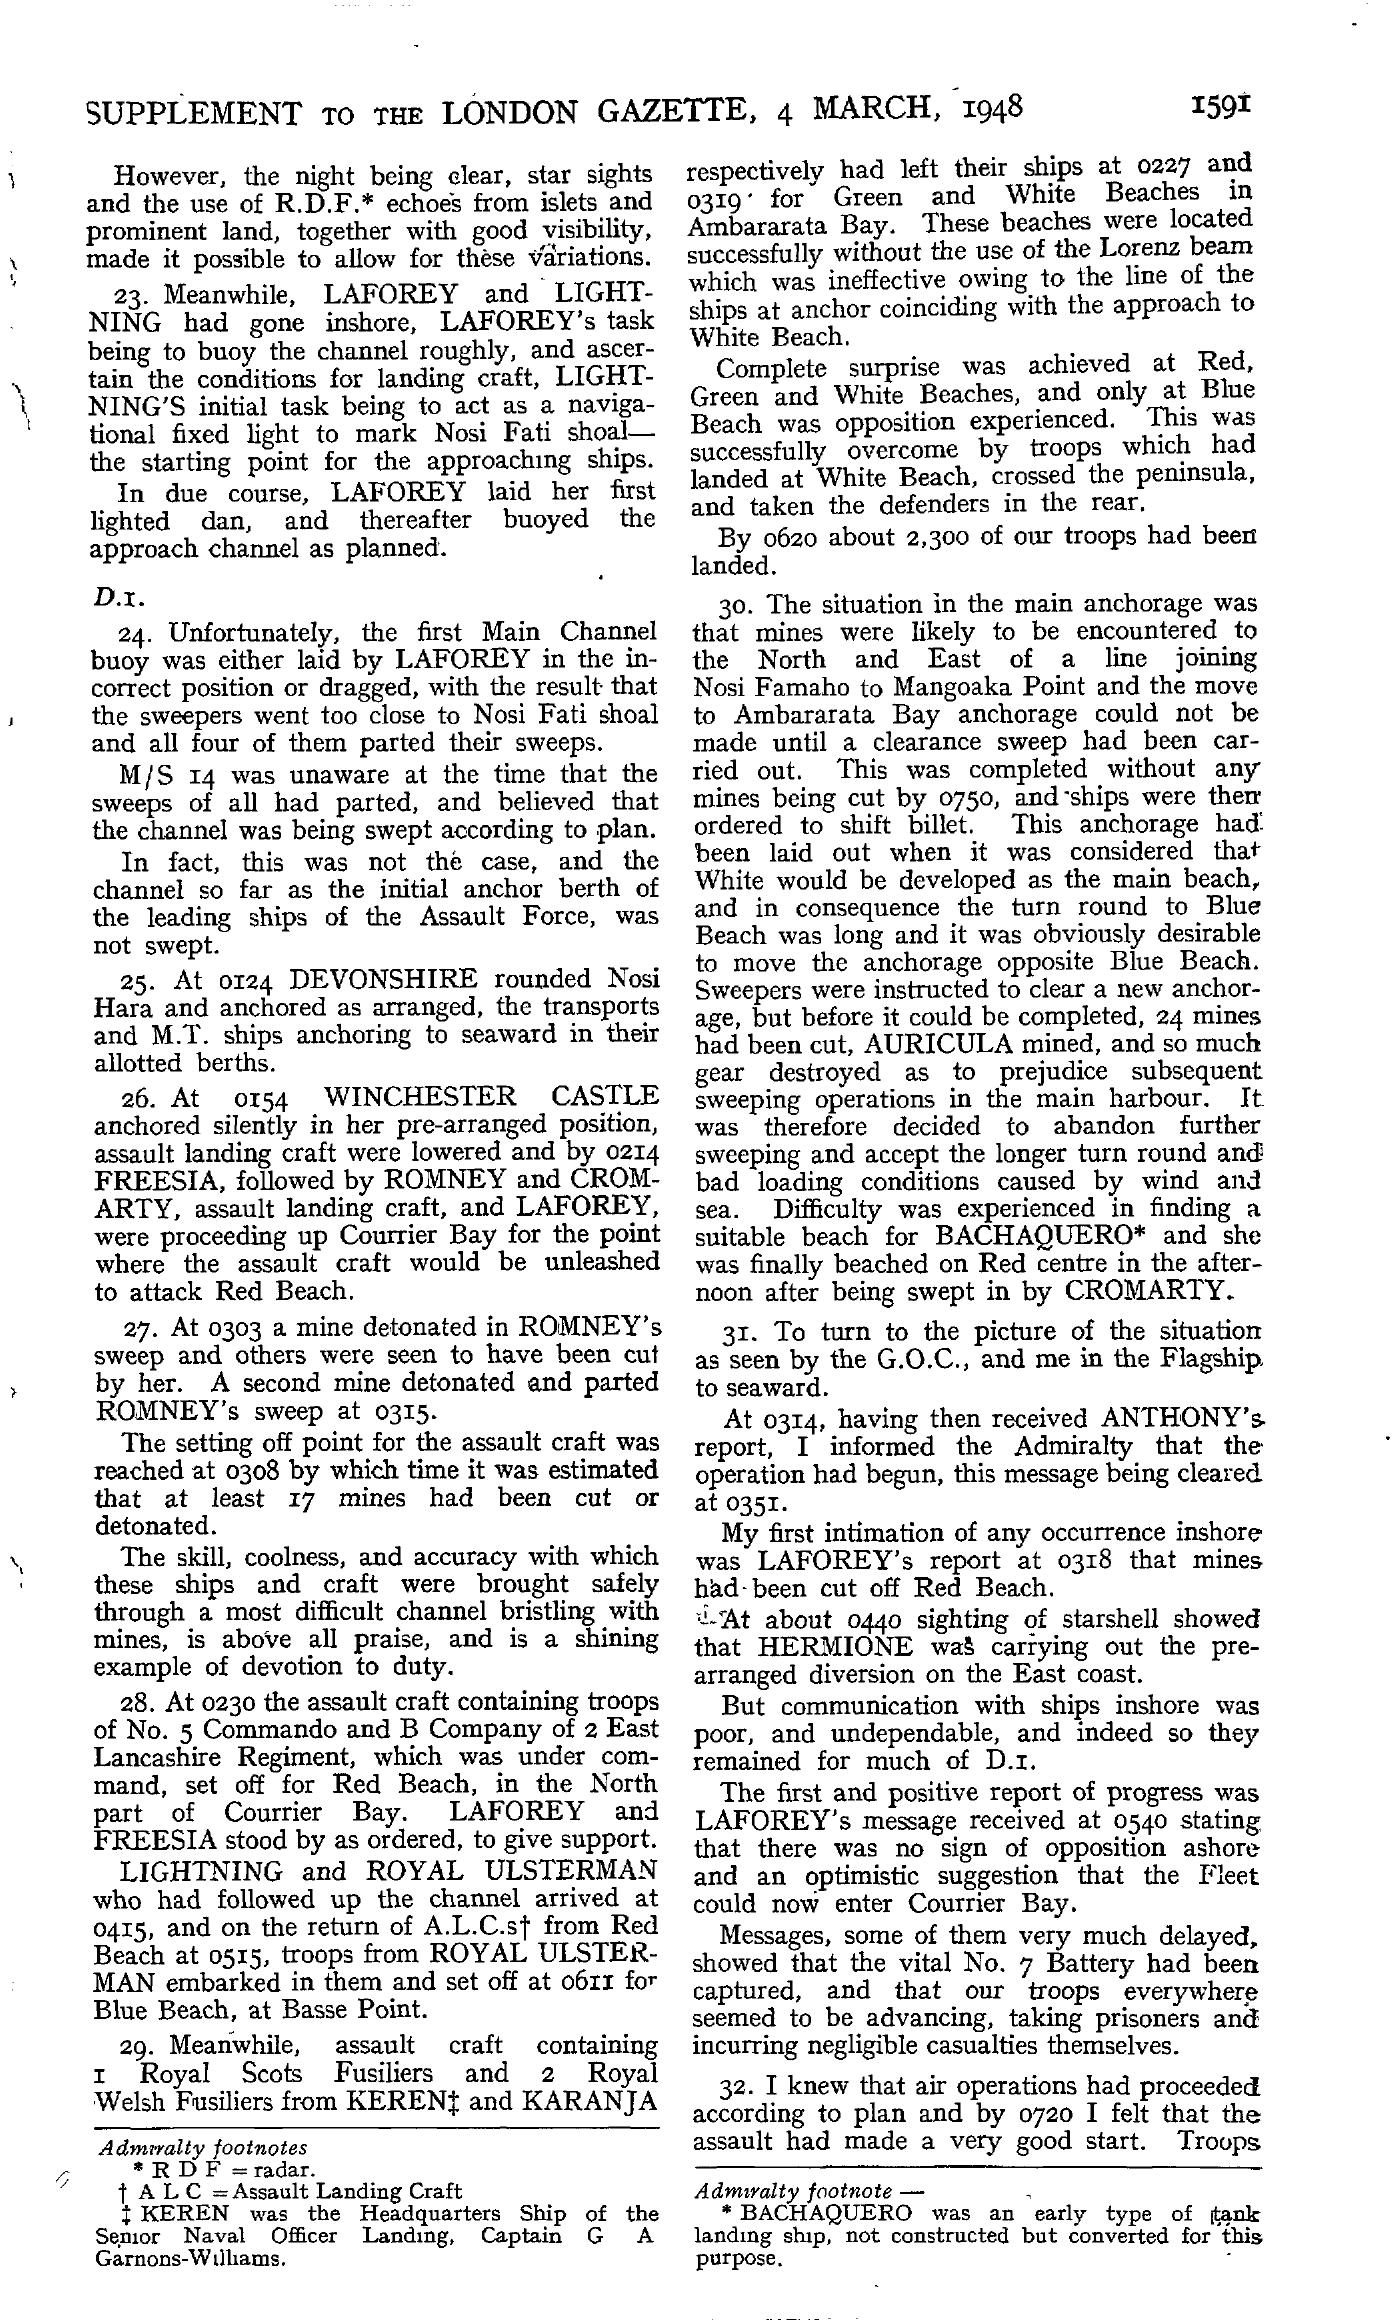 SUPPLEMENT TO THE LONDON GAZETTE, 4 MARCH, 1948 1591
However, the night being clear, star sights
and the use of R.D.F.* echoes from islets and
prominent land, together with good visibility,
made it possible to allow for these variations.
23. Meanwhile, LAFOREY and LIGHT-
NING had gone inshore, LAFOREY's task
being to buoy the channel roughly, and ascer-
tain the conditions for landing craft, LIGHT-
NING'S initial task being to act as a naviga-
tional fixed light to mark Nosi Fati shoal—
the starting point for the approaching ships.
In due course, LAFOREY laid her first
lighted dan, and thereafter buoyed the
approach channel as planned.
D.1.
24. Unfortunately, the first Main Channel
buoy was either laid by LAFOREY in the in-
correct position or dragged, with the result that
the sweepers went too close to Nosi Fati shoal
and all four of them parted their sweeps.
M/S 14 was unaware at the time that the
sweeps of all had parted, and believed that
the channel was being swept according to plan.
In fact, this was not the case, and the
channel so far as the initial anchor berth of
the leading ships of the Assault Force, was
not swept.
25. At 0124 DEVONSHIRE rounded Nosi
Hara and anchored as arranged, the transports
and M.T. ships anchoring to seaward in their
allotted berths.
26. At 0154 WINCHESTER CASTLE
anchored silently in her pre-arranged position,
assault landing craft were lowered and by 0214
FREESIA, followed by ROMNEY and CROM-
ARTY, assault landing craft, and LAFOREY,
were proceeding up Courrier Bay for the point
where the assault craft would be unleashed
to attack Red Beach.
27. At 0303 a mine detonated in ROMNEY's
sweep and others were seen to have been cut
by her. A second mine detonated and parted
ROMNEY's sweep at 0315.
The setting off point for the assault craft was
reached at 0308 by which time it was estimated
that at least 17 mines had been cut or
detonated.
The skill, coolness, and accuracy with which
these ships and craft were brought safely
through a most difficult channel bristling with
mines, is above all praise, and is a shining
example of devotion to duty.
28. At 0230 the assault craft containing troops
of No. 5 Commando and B Company of 2 East
Lancashire Regiment, which was under com-
mand, set off for Red Beach, in the North
part of Courrier Bay. LAFOREY and
FREESIA stood by as ordered, to give support.
LIGHTNING and ROYAL ULSTERMAN
who had followed up the channel arrived at
0415, and on the return of A.L.C.s† from Red
Beach at 0515, troops from ROYAL ULSTER-
MAN embarked in them and set off at 0611 for
Blue Beach, at Basse Point.
29. Meanwhile, assault craft containing
1 Royal Scots Fusiliers and 2 Royal
Welsh Fusiliers from KEREN‡ and KARANJA
Admiralty footnotes
* R D F = radar.
† A L C = Assault Landing Craft
‡ KEREN was the Headquarters Ship of the
Senior Naval Officer Landing, Captain G A
Garnons-Williams.
respectively had left their ships at 0227 and
0319 for Green and White Beaches in
Ambararata Bay. These beaches were located
successfully without the use of the Lorenz beam
which was ineffective owing to the line of the
ships at anchor coinciding with the approach to
White Beach.
Complete surprise was achieved at Red,
Green and White Beaches, and only at Blue
Beach was opposition experienced. This was
successfully overcome by troops which had
landed at White Beach, crossed the peninsula,
and taken the defenders in the rear.
By 0620 about 2,300 of our troops had been
landed.
30. The situation in the main anchorage was
that mines were likely to be encountered to
the North and East of a line joining
Nosi Famaho to Mangoaka Point and the move
to Ambararata Bay anchorage could not be
made until a clearance sweep had been car-
ried out. This was completed without any
mines being cut by 0750, and ships were then
ordered to shift billet. This anchorage had
been laid out when it was considered that
White would be developed as the main beach,
and in consequence the turn round to Blue
Beach was long and it was obviously desirable
to move the anchorage opposite Blue Beach.
Sweepers were instructed to clear a new anchor-
age, but before it could be completed, 24 mines
had been cut, AURICULA mined, and so much
gear destroyed as to prejudice subsequent
sweeping operations in the main harbour. It
was therefore decided to abandon further
sweeping and accept the longer turn round and
bad loading conditions caused by wind and
sea. Difficulty was experienced in finding a
suitable beach for BACHAQUERO* and she
was finally beached on Red centre in the after-
noon after being swept in by CROMARTY.
31. To turn to the picture of the situation
as seen by the G.O.C., and me in the Flagship
to seaward.
At 0314, having then received ANTHONY's
report, I informed the Admiralty that the
operation had begun, this message being cleared
at 0351.
My first intimation of any occurrence inshore
was LAFOREY's report at 0318 that mines
had been cut off Red Beach.
At about 0440 sighting of starshell showed
that HERMIONE was carrying out the pre-
arranged diversion on the East coast.
But communication with ships inshore was
poor, and undependable, and indeed so they
remained for much of D.1.
The first and positive report of progress was
LAFOREY's message received at 0540 stating
that there was no sign of opposition ashore
and an optimistic suggestion that the Fleet
could now enter Courrier Bay.
Messages, some of them very much delayed,
showed that the vital No. 7 Battery had been
captured, and that our troops everywhere
seemed to be advancing, taking prisoners and
incurring negligible casualties themselves.
32. I knew that air operations had proceeded
according to plan and by 0720 I felt that the
assault had made a very good start. Troops
Admiralty footnote —
* BACHAQUERO was an early type of tank
landing ship, not constructed but converted for this
purpose.